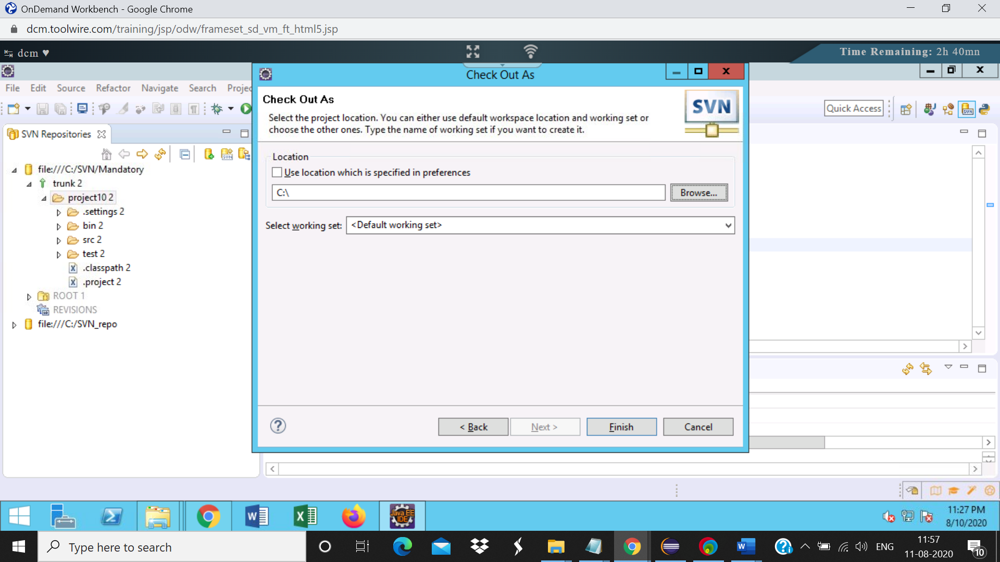 OnDemand Workbench - Google Chrome
dcm.toolwire.com/training/jsp/odw/frameset_sd_vm_ft_html5.jsp
dcm ♥
Time Remaining: 2h 40mn
Check Out As
File Edit Source Refactor Navigate Search Projec
Quick Access
SVN Repositories
file:///C:/SVN/Mandatory
trunk 2
project10 2
.settings 2
bin 2
src 2
test 2
.classpath 2
.project 2
ROOT 1
REVISIONS
file:///C:/SVN_repo
Check Out As
Select the project location. You can either use default workspace location and working set or
choose the other ones. Type the name of working set if you want to create it.
SVN
Location
Use location which is specified in preferences
C:\
Browse...
Select working set:
<Default working set>
< Back
Next >
Finish
Cancel
Java EE
IDE
11:27 PM
8/10/2020
Type here to search
ENG
11:57
11-08-2020
10